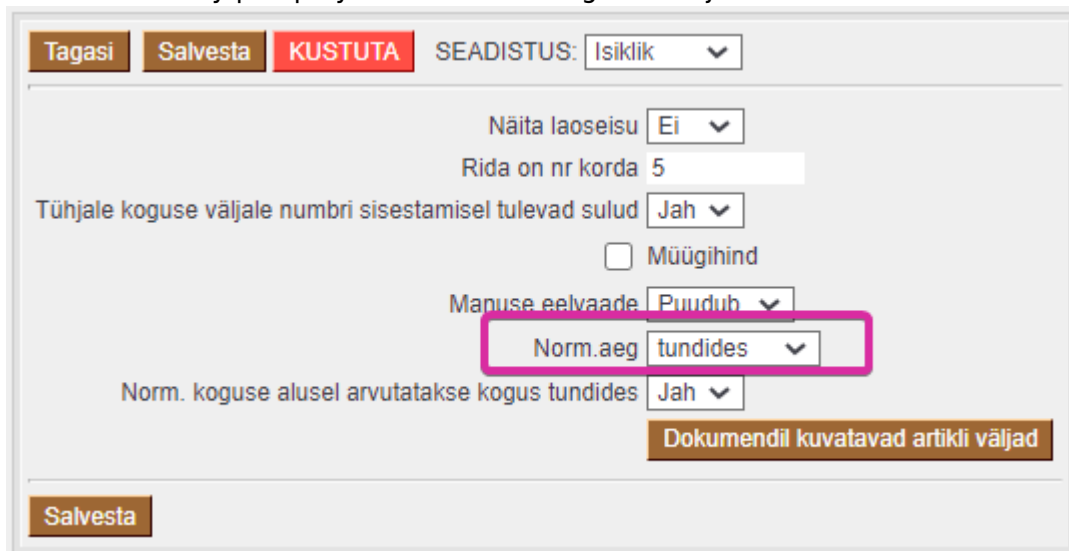 Tagasi Salvesta KUSTUTA SEADISTUS: Isiklik
Näita laoseisu Ei
Rida on nr korda 5
Tühjale koguse väljale numbri sisestamisel tulevad sulud Jah
Müügihind
Manuse eelvaade Puudub
Norm.aeg tundides
Norm. koguse alusel arvutatakse kogus tundides Jah
Dokumendil kuvatavad artikli väljad
Salvesta